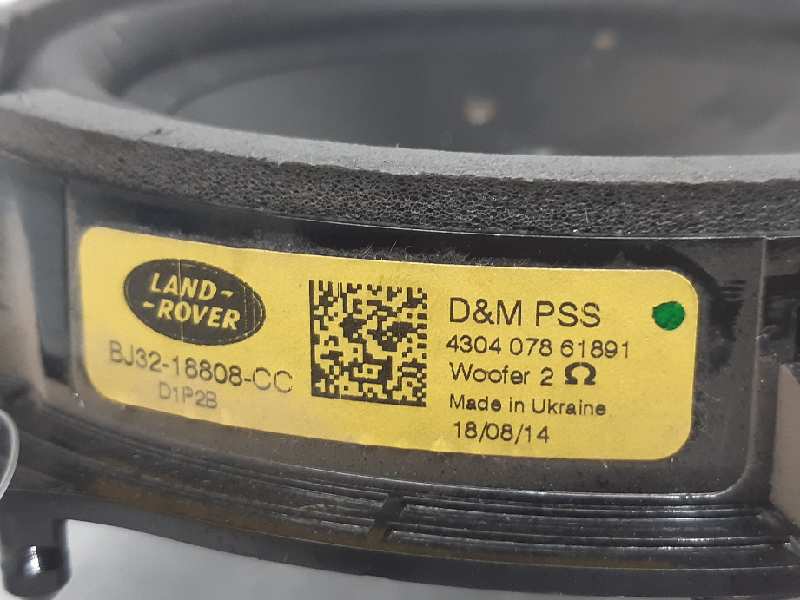 LAND-
-ROVER
BJ32-18808-CC
D1P2B
D&M PSS
4304 078 61891
Woofer 2 Ω
Made in Ukraine
18/08/14